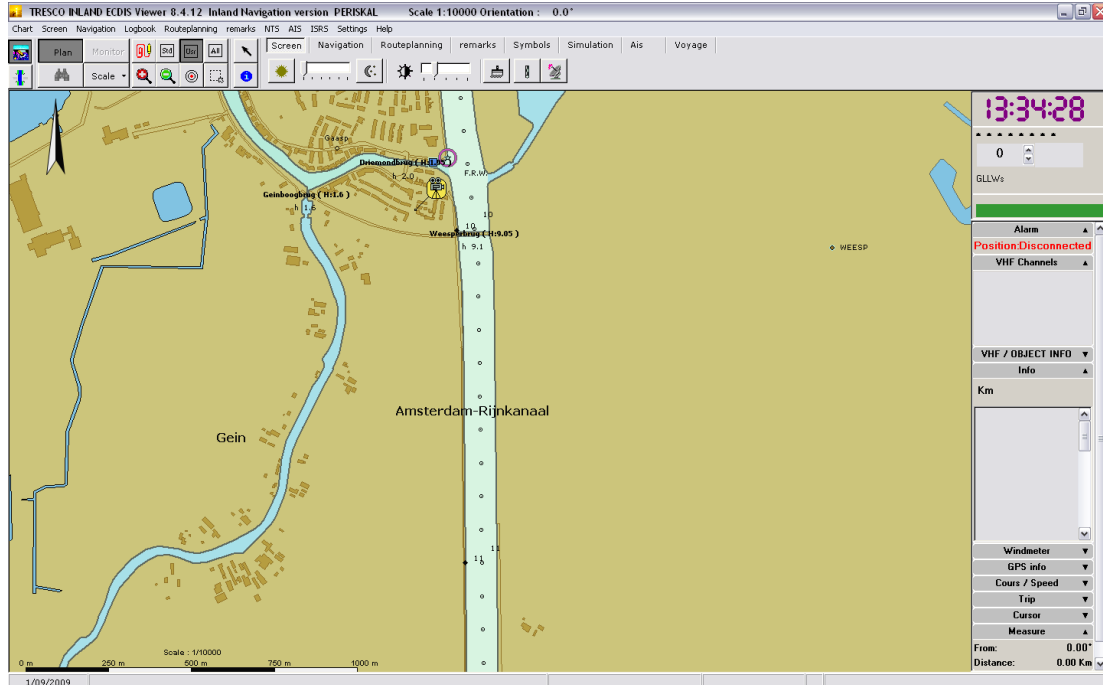 TRESCO INLAND ECDIS Viewer 8.4.12 Inland Navigation version PERISKAL Scale 1:10000 Orientation : 0.0°
Chart Screen Navigation Logbook Routeplanning remarks NTS AIS ISRS Settings Help
Plan Monitor Std Usr All
Scale
Screen Navigation Routeplanning remarks Symbols Simulation Ais Voyage
Gaasp
Driemondbrug ( H:1.95 )
h 2.0
F.R.W.
Geinboogbrug ( H:1.6 )
h 1.6
10
10
Weesperbrug ( H:9.05 )
h 9.1
WEESP
Amsterdam-Rijnkanaal
Gein
11
11
Scale : 1/10000
0 m 250 m 500 m 750 m 1000 m
13:34:28
0
GLLWs
Alarm
Position:Disconnected
VHF Channels
VHF / OBJECT INFO
Info
Km
Windmeter
GPS info
Cours / Speed
Trip
Cursor
Measure
From: 0.00°
Distance: 0.00 Km
1/09/2009